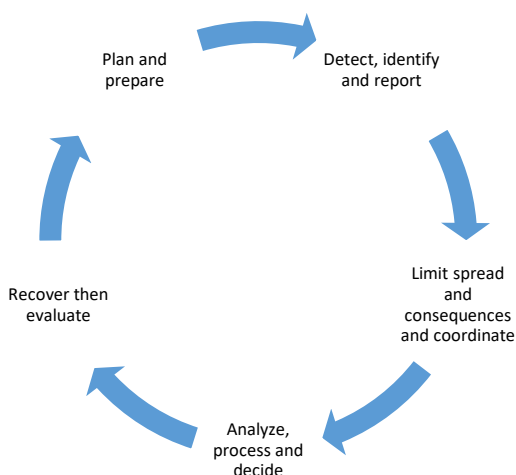 Plan and
prepare
Detect, identify
and report
Limit spread
and
consequences
and coordinate
Analyze,
process and
decide
Recover then
evaluate